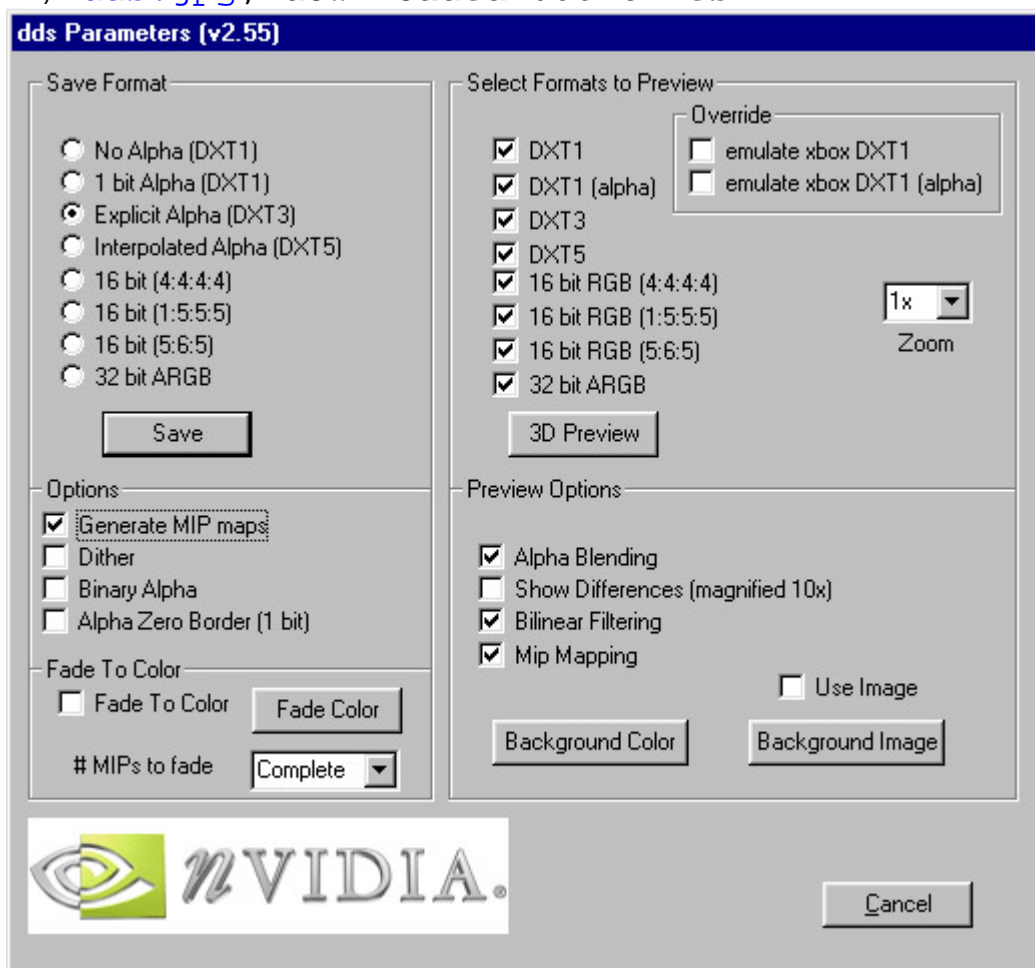 dds Parameters (v2.55)
Save Format
No Alpha (DXT1)
1 bit Alpha (DXT1)
Explicit Alpha (DXT3)
Interpolated Alpha (DXT5)
16 bit (4:4:4:4)
16 bit (1:5:5:5)
16 bit (5:6:5)
32 bit ARGB
Save
Select Formats to Preview
DXT1
DXT1 (alpha)
DXT3
DXT5
16 bit RGB (4:4:4:4)
16 bit RGB (1:5:5:5)
16 bit RGB (5:6:5)
32 bit ARGB
Override
emulate xbox DXT1
emulate xbox DXT1 (alpha)
1x
Zoom
3D Preview
Options
Generate MIP maps
Dither
Binary Alpha
Alpha Zero Border (1 bit)
Fade To Color
Fade To Color
Fade Color
# MIPs to fade
Complete
Preview Options
Alpha Blending
Show Differences (magnified 10x)
Bilinear Filtering
Mip Mapping
Use Image
Background Color
Background Image
nVIDIA.
Cancel